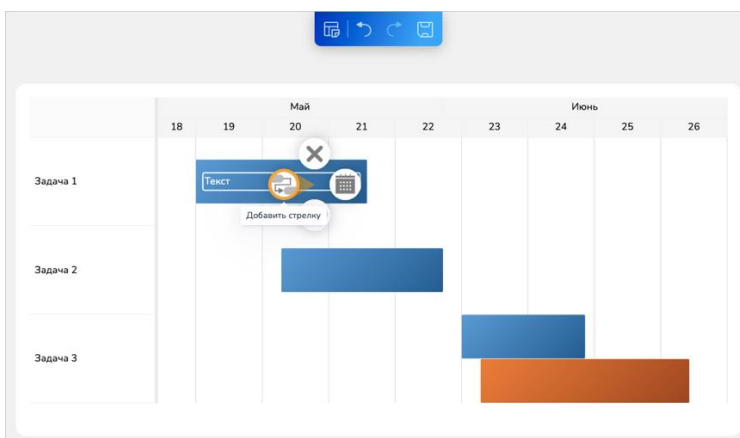 Май Июнь
18 19 20 21 22 23 24 25 26
Задача 1
Текст
Добавить стрелку
Задача 2
Задача 3